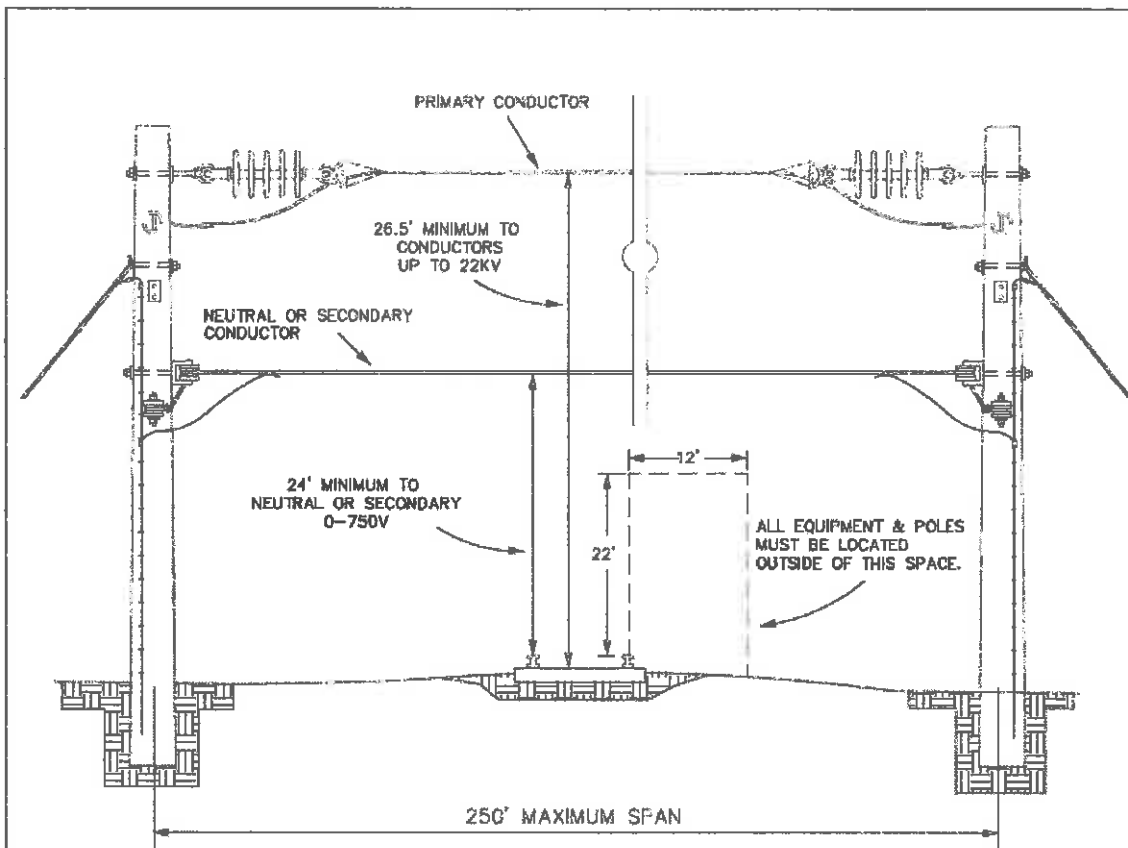 PRIMARY CONDUCTOR
26.5' MINIMUM TO
CONDUCTORS
UP TO 22KV
NEUTRAL OR SECONDARY
CONDUCTOR
12'
24' MINIMUM TO
NEUTRAL OR SECONDARY
0-750V
22'
ALL EQUIPMENT & POLES
MUST BE LOCATED
OUTSIDE OF THIS SPACE.
250' MAXIMUM SPAN